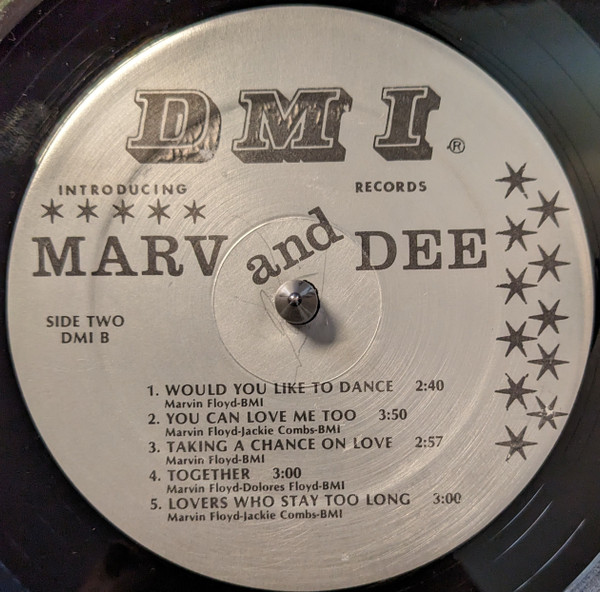 DMI®
INTRODUCING RECORDS
MARV and DEE
SIDE TWO
DMI B
1. WOULD YOU LIKE TO DANCE 2:40
Marvin Floyd-BMI
2. YOU CAN LOVE ME TOO 3:50
Marvin Floyd-Jackie Combs-BMI
3. TAKING A CHANCE ON LOVE 2:57
Marvin Floyd-BMI
4. TOGETHER 3:00
Marvin Floyd-Dolores Floyd-BMI
5. LOVERS WHO STAY TOO LONG 3:00
Marvin Floyd-Jackie Combs-BMI